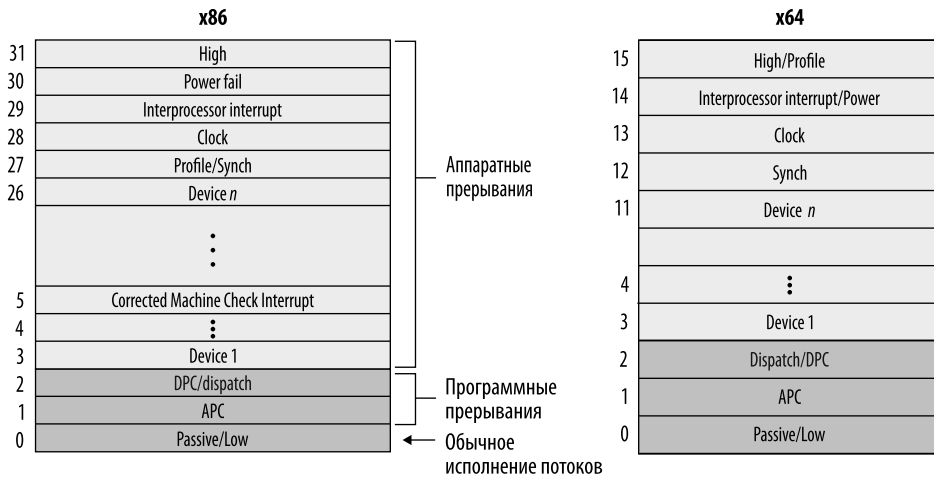 x86
31 High
30 Power fail
29 Interprocessor interrupt
28 Clock
27 Profile/Synch
26 Device n
5 Corrected Machine Check Interrupt
4
3 Device 1
2 DPC/dispatch
1 APC
0 Passive/Low
Аппаратные
прерывания
Программные
прерывания
Обычное
исполнение потоков
x64
15 High/Profile
14 Interprocessor interrupt/Power
13 Clock
12 Synch
11 Device n
4
3 Device 1
2 Dispatch/DPC
1 APC
0 Passive/Low